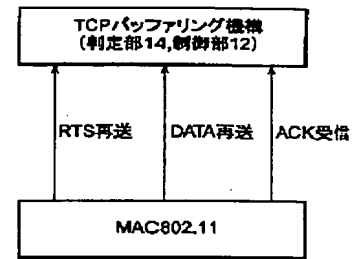 TCPバッファリング機構
(判定部14,制御部12)
RTS再送
DATA再送
ACK受信
MAC802.11